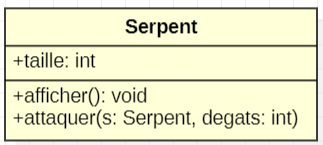 Serpent
+taille: int
+afficher(): void
+attaquer(s: Serpent, degats: int)